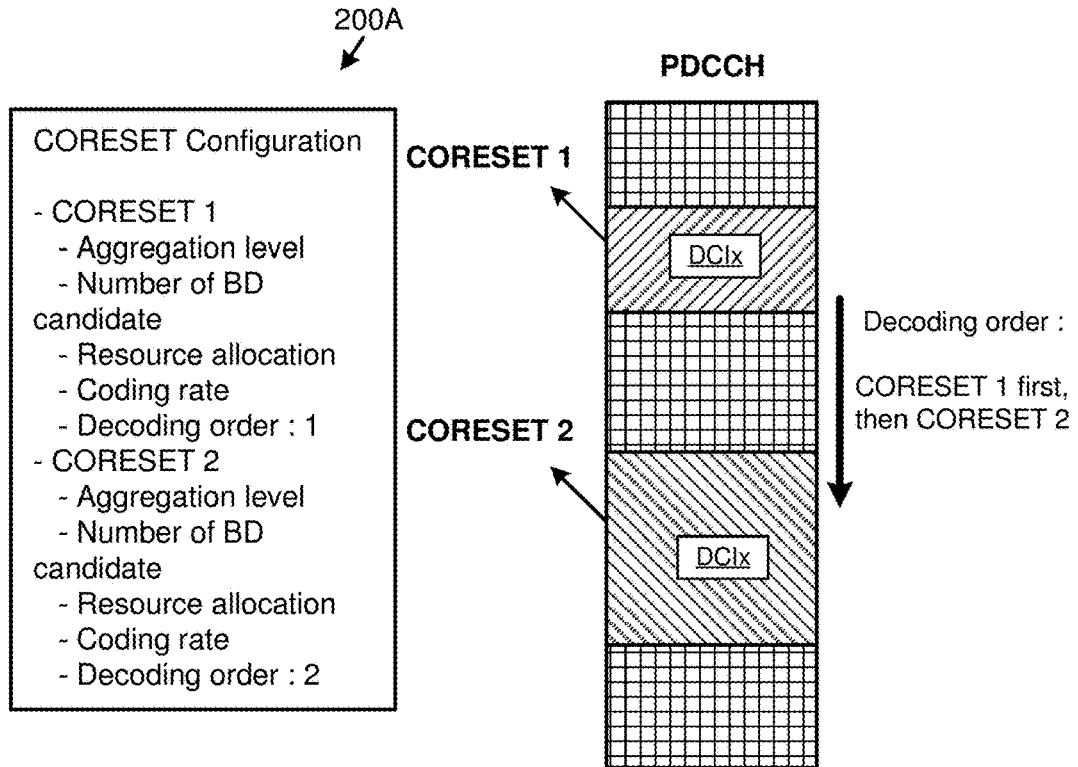 200A
CORESET Configuration
- CORESET 1
- Aggregation level
- Number of BD
candidate
- Resource allocation
- Coding rate
- Decoding order : 1
- CORESET 2
- Aggregation level
- Number of BD
candidate
- Resource allocation
- Coding rate
- Decoding order : 2
PDCCH
CORESET 1
DCIx
CORESET 2
DCIx
Decoding order :
CORESET 1 first,
then CORESET 2